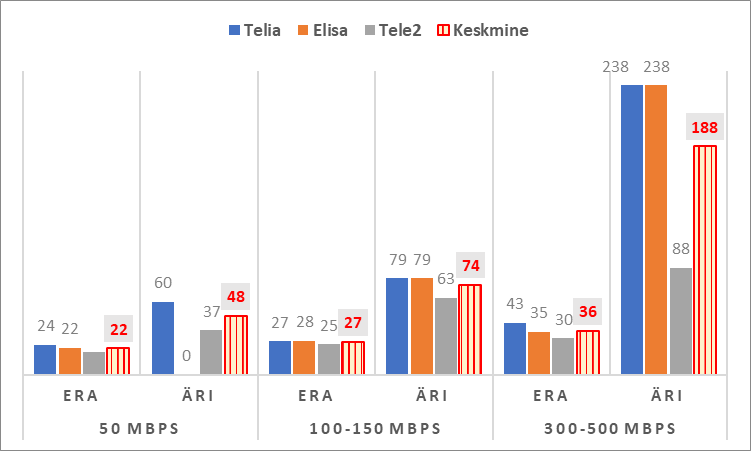 Telia Elisa Tele2 Keskmine
238 238
188
88
79 79 74
63
60
48
37
0
43
35
30
36
24 22 22
27 28 25 27
ERA ÄRI ERA ÄRI ERA ÄRI
50 MBPS 100-150 MBPS 300-500 MBPS